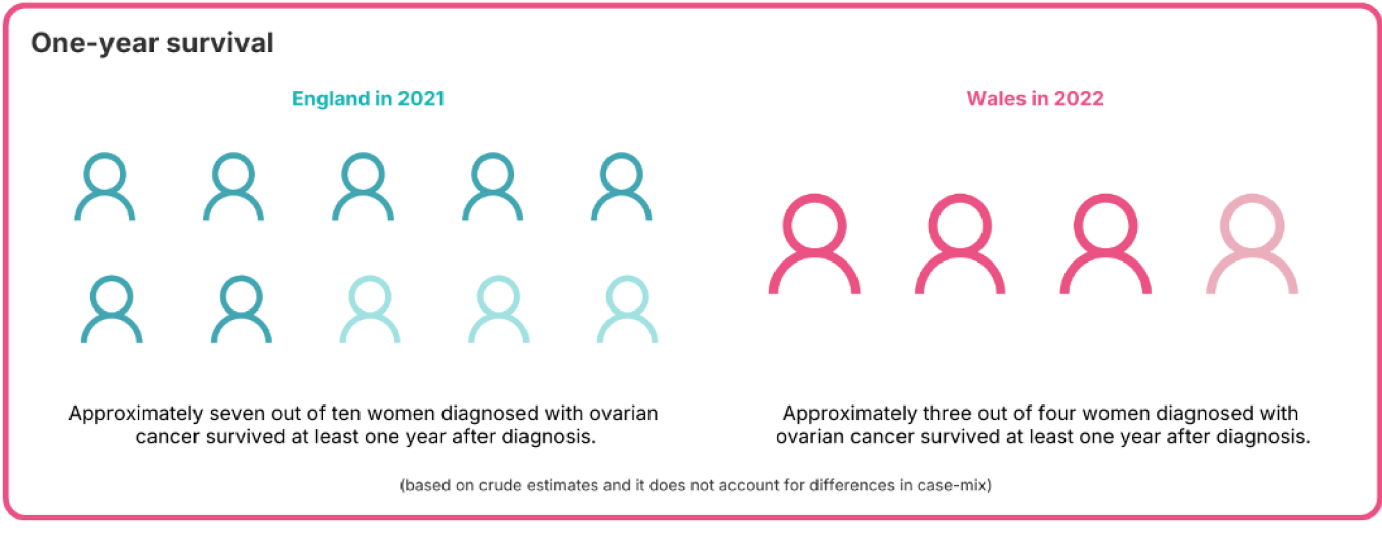 One-year survival
England in 2021
Wales in 2022
Approximately seven out of ten women diagnosed with ovarian
cancer survived at least one year after diagnosis.
Approximately three out of four women diagnosed with
ovarian cancer survived at least one year after diagnosis.
(based on crude estimates and it does not account for differences in case-mix)